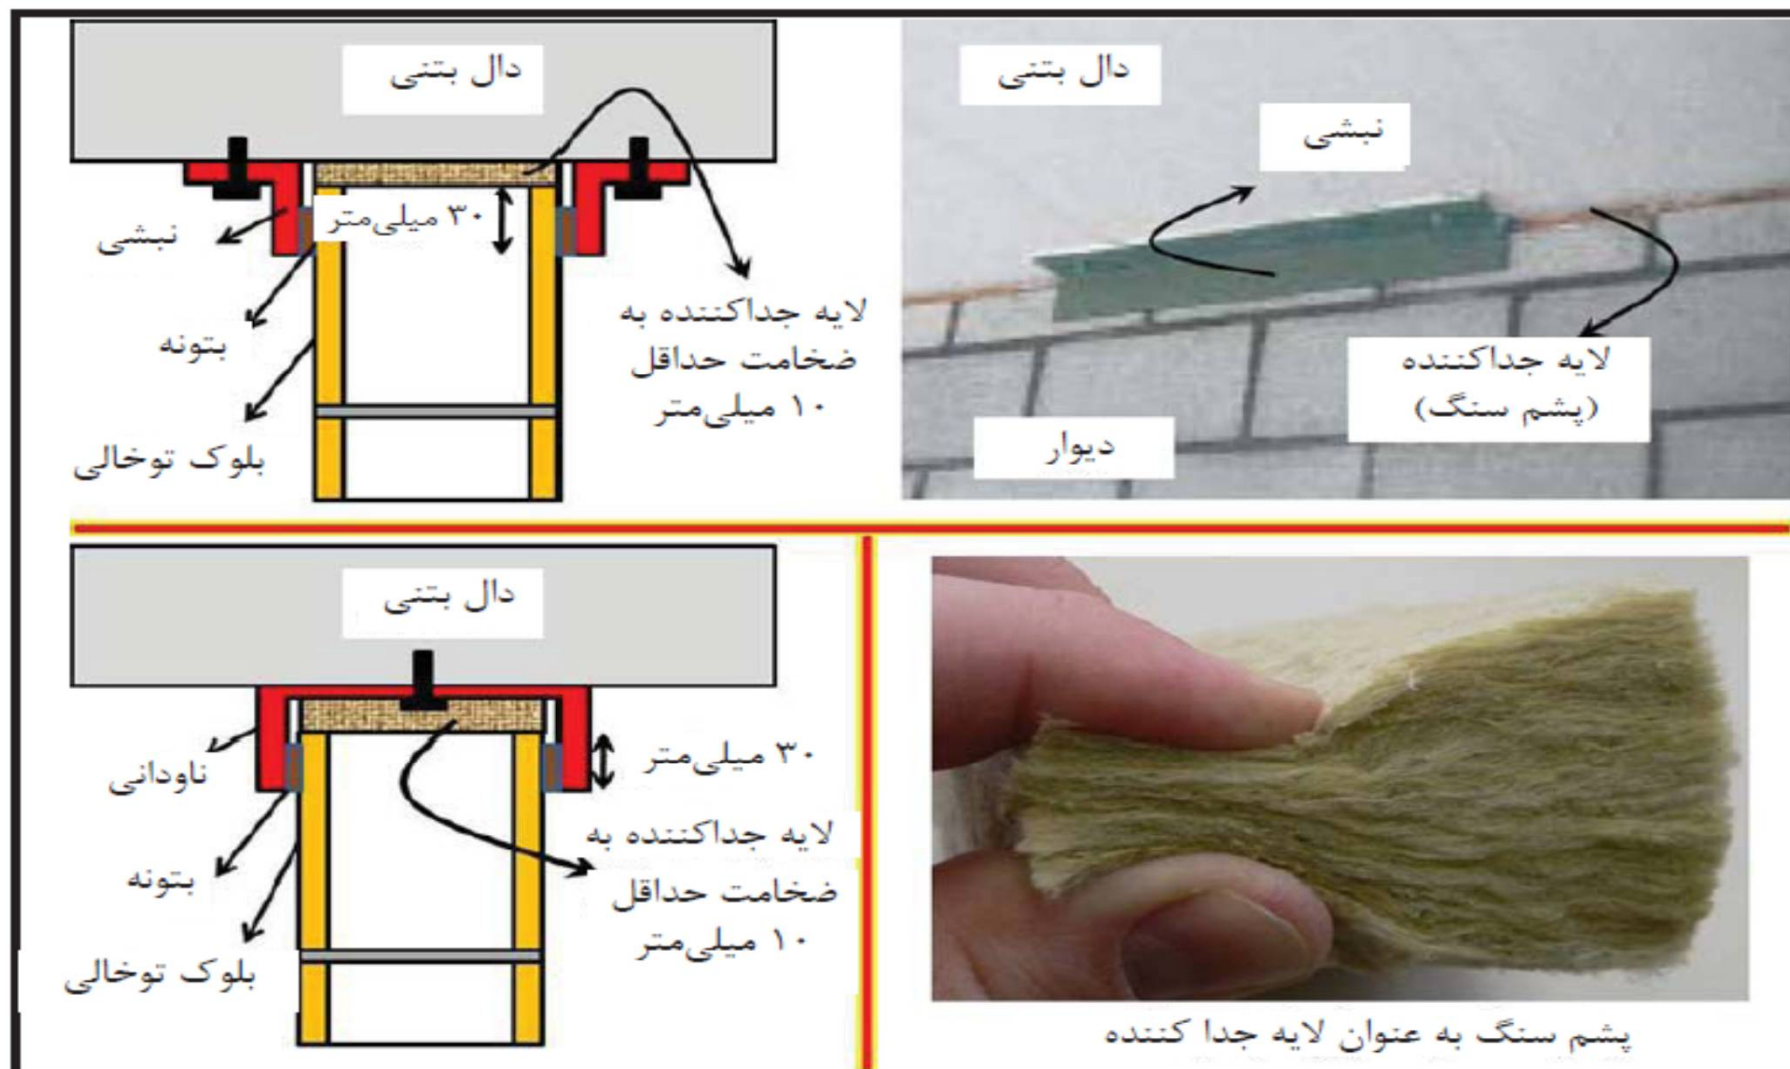 دال بتنی
۳۰ میلی‌متر
نبشی
بتونه
بلوک توخالی
لایه جداکننده به
ضخامت حداقل
۱۰ میلی‌متر
دال بتنی
نبشی
لایه جداکننده
(پشم سنگ)
دیوار
دال بتنی
۳۰ میلی‌متر
ناودانی
بتونه
بلوک توخالی
لایه جداکننده به
ضخامت حداقل
۱۰ میلی‌متر
پشم سنگ به عنوان لایه جدا کننده